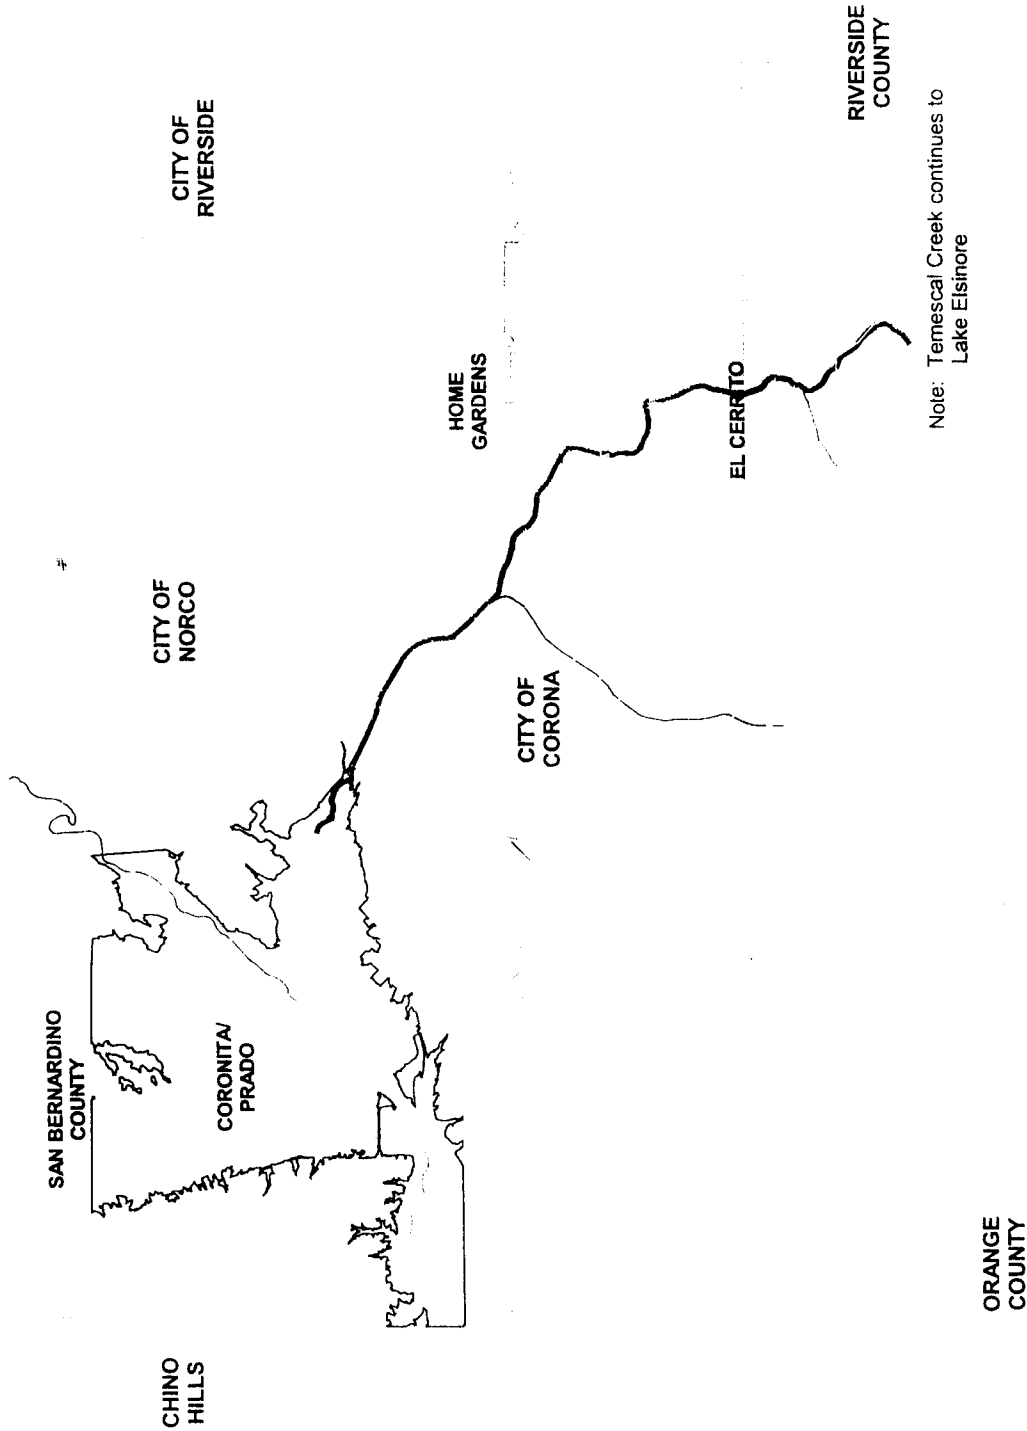 CHINO
HILLS
SAN BERNARDINO
COUNTY
CORONITA/
PRADO
CITY OF
NORCO
CITY OF
RIVERSIDE
HOME
GARDENS
CITY OF
CORONA
EL CERRITO
RIVERSIDE
COUNTY
Note: Temescal Creek continues to
Lake Elsinore
ORANGE
COUNTY